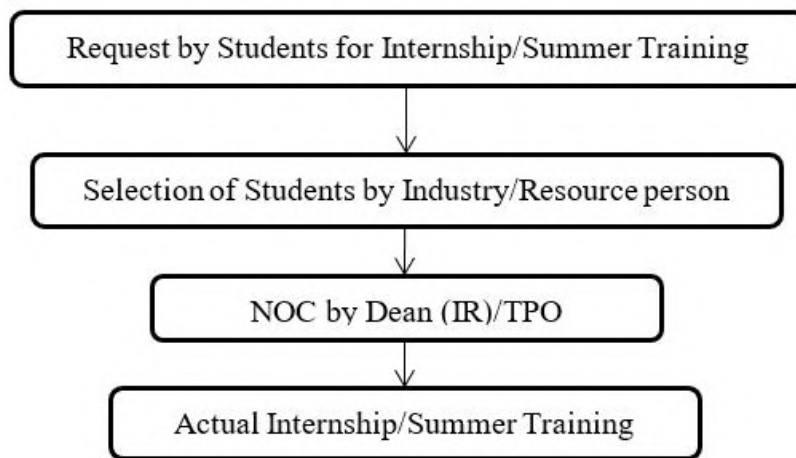 Request by Students for Internship/Summer Training
Selection of Students by Industry/Resource person
NOC by Dean (IR)/TPO
Actual Internship/Summer Training